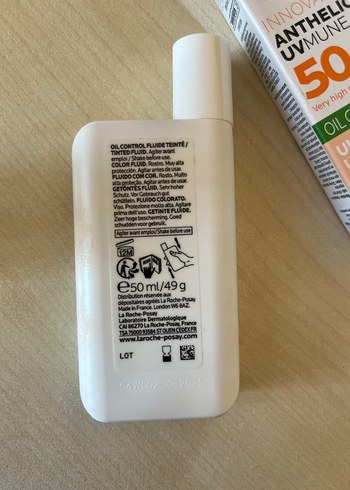 INNOVA
ANTHELIO
UVMUNE
50
Very high
OIL C
OIL CONTROL FLUIDE TEINTÉ /
TINTED FLUID. Agiter avant
emploi / Shake before use.
COLOR FLUID. Rostro. Muy alta
protección. Agitar antes de usar.
FLUIDO COM COR. Rosto. Muito
alta proteção. Agitar antes de usar.
GETÖNTES FLUID. Sehr hoher
Schutz. Vor Gebrauch gut
schütteln. FLUIDO COLORATO.
Viso. Protezione molto alta. Agitare
prima dell'uso. GETINTE FLUIDE.
Zeer hoge bescherming. Goed
schudden voor gebruik.
Agiter avant emploi/Shake before use
12M
e50 ml/49 g
Distribution réservée aux
dépositaires agréés La Roche-Posay.
Made in France. London W6 8AZ.
La Roche-Posay
Laboratoire Dermatologique
CAI 86270 La Roche-Posay FRANCE
TSA 75000 93584 ST OUEN CEDEX FR
www.laroche-posay.com
LOT